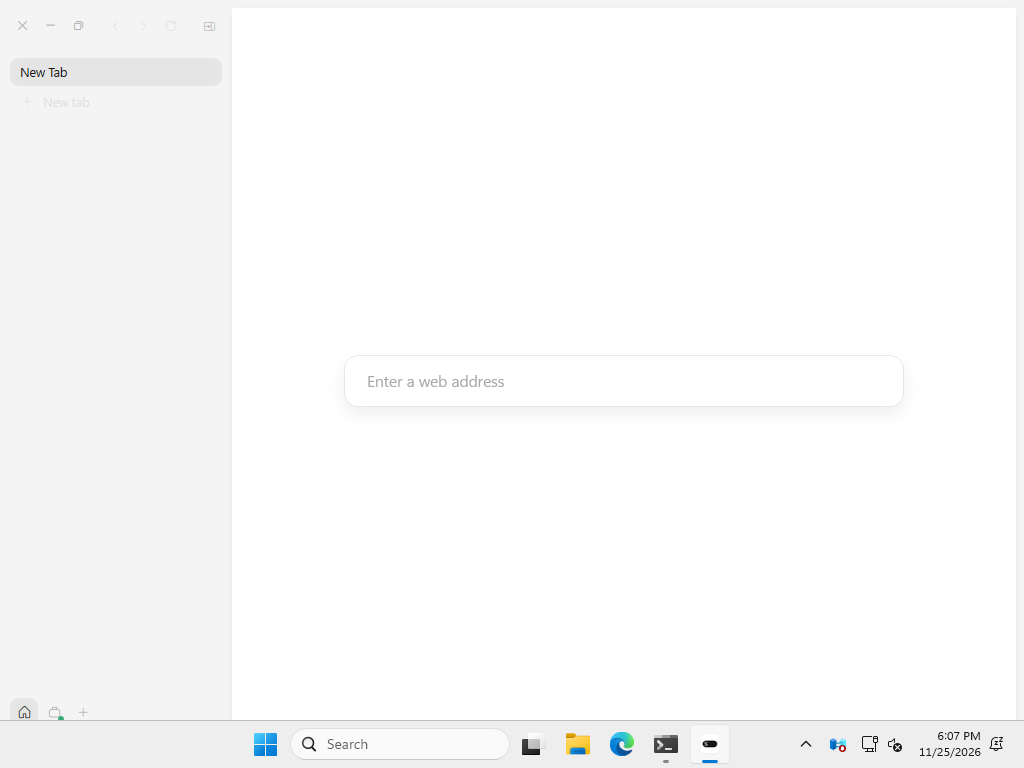 New Tab
New tab
Enter a web address
Search
6:07 PM
11/25/2026